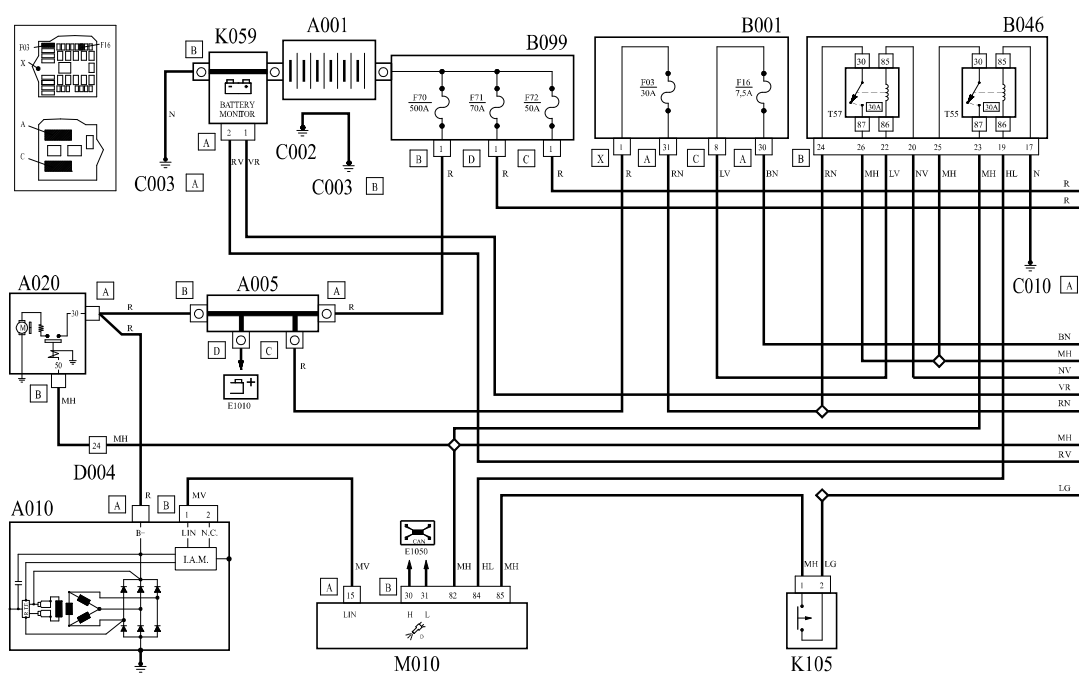 F03
F16
X
A
C
B
K059
A001
B099
B001
B046
BATTERY
MONITOR
F70
500A
F71
70A
F72
50A
F03
30A
F16
7,5A
30
85
30A
T57
87
86
30
85
30A
T55
87
86
N
A
2
1
RV
VR
C002
C003
B
C003
A
B
1
D
1
C
1
X
1
A
31
C
8
A
30
B
24
26
22
20
25
23
19
17
R
R
R
R
RN
LV
BN
RN
MH
LV
NV
MH
MH
HL
N
R
R
C010
A
A020
A
30
M
50
B
MH
R
R
B
A005
A
R
D
C
R
E1010
BN
MH
NV
VR
RN
MH
RV
LG
24
MH
D004
A010
A
R
B
MV
1
2
B+
LIN
N.C.
I.A.M.
CAN
E1050
MV
MH
HL
MH
A
15
B
30
31
82
84
85
LIN
H
L
0
M010
MH
LG
1
2
K105